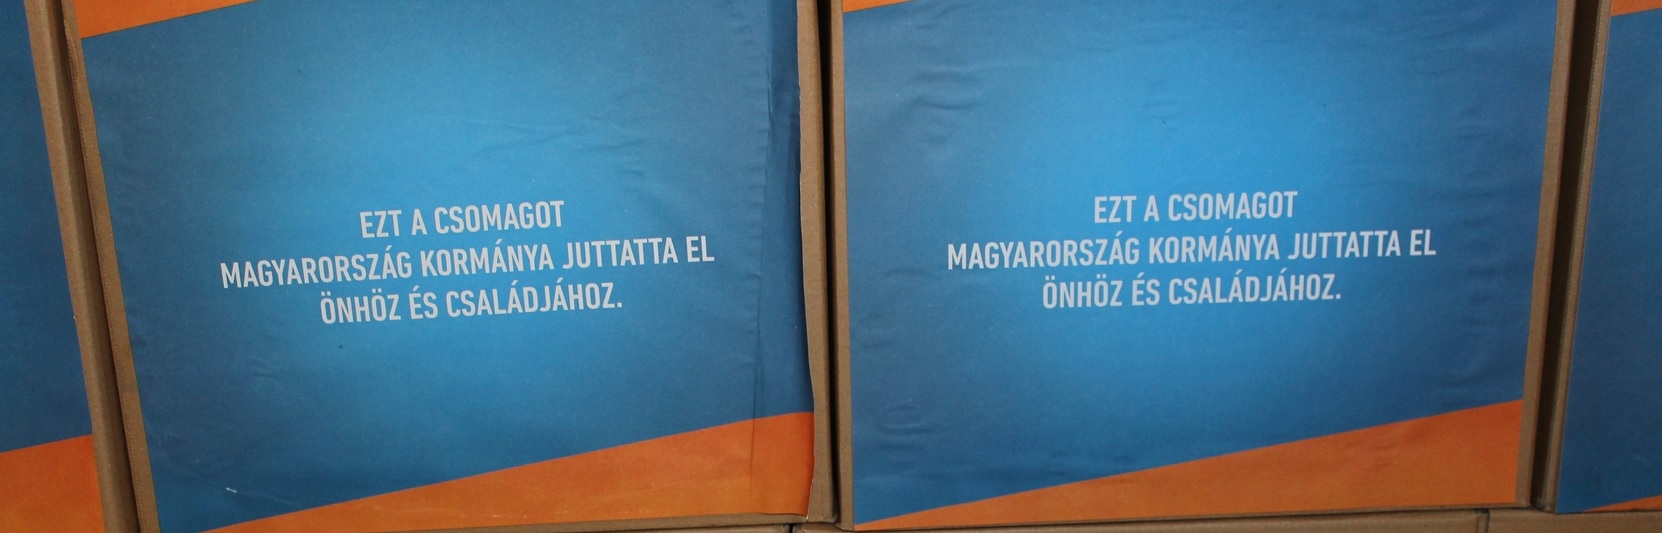 EZT A CSOMAGOT
MAGYARORSZÁG KORMÁNYA JUTTATTA EL
ÖNHÖZ ÉS CSALÁDJÁHOZ.
EZT A CSOMAGOT
MAGYARORSZÁG KORMÁNYA JUTTATTA EL
ÖNHÖZ ÉS CSALÁDJÁHOZ.